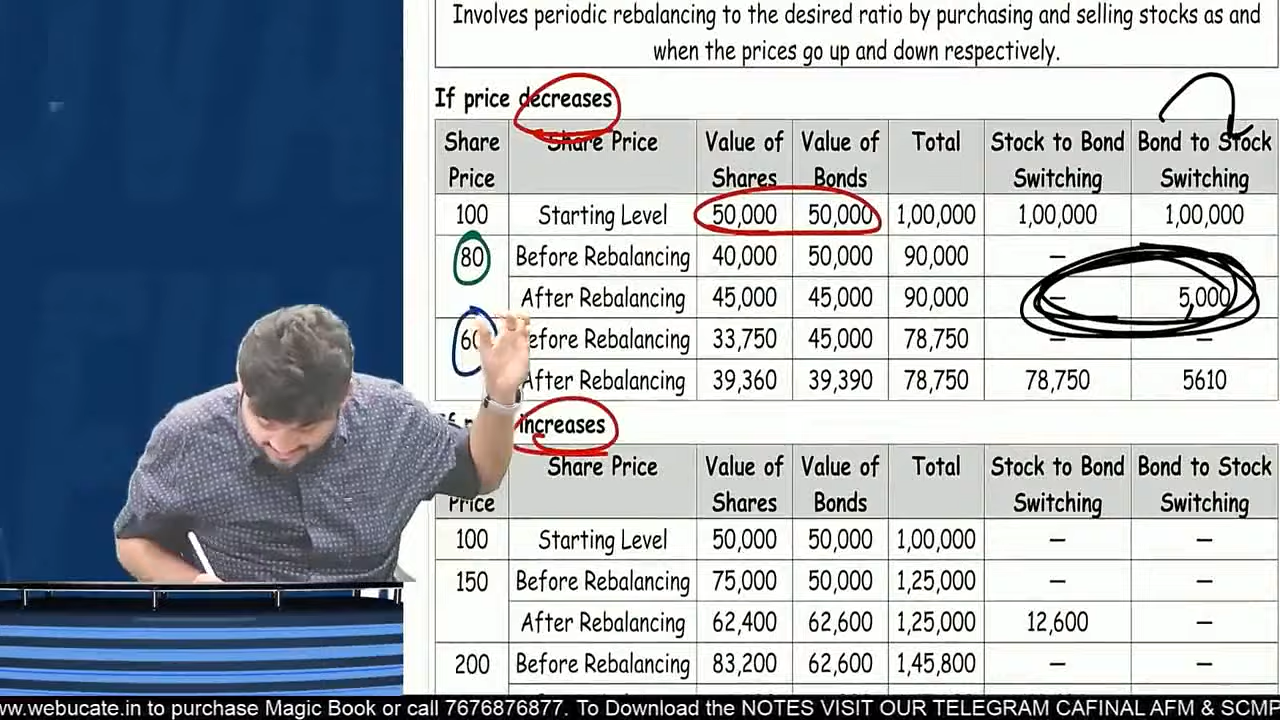 Involves periodic rebalancing to the desired ratio by purchasing and selling stocks as and
when the prices go up and down respectively.
If price decreases
Share Price Share Price Value of Shares Value of Bonds Total Stock to Bond Switching Bond to Stock Switching
100 Starting Level 50,000 50,000 1,00,000 1,00,000 1,00,000
80 Before Rebalancing 40,000 50,000 90,000 –
After Rebalancing 45,000 45,000 90,000 – 5,000
60 Before Rebalancing 33,750 45,000 78,750 – –
After Rebalancing 39,360 39,390 78,750 78,750 5610
increases
Price Share Price Value of Shares Value of Bonds Total Stock to Bond Switching Bond to Stock Switching
100 Starting Level 50,000 50,000 1,00,000 – –
150 Before Rebalancing 75,000 50,000 1,25,000 – –
After Rebalancing 62,400 62,600 1,25,000 12,600 –
200 Before Rebalancing 83,200 62,600 1,45,800 – –
ww.webucate.in to purchase Magic Book or call 7676876877. To Download the NOTES VISIT OUR TELEGRAM CAFINAL AFM & SCMP